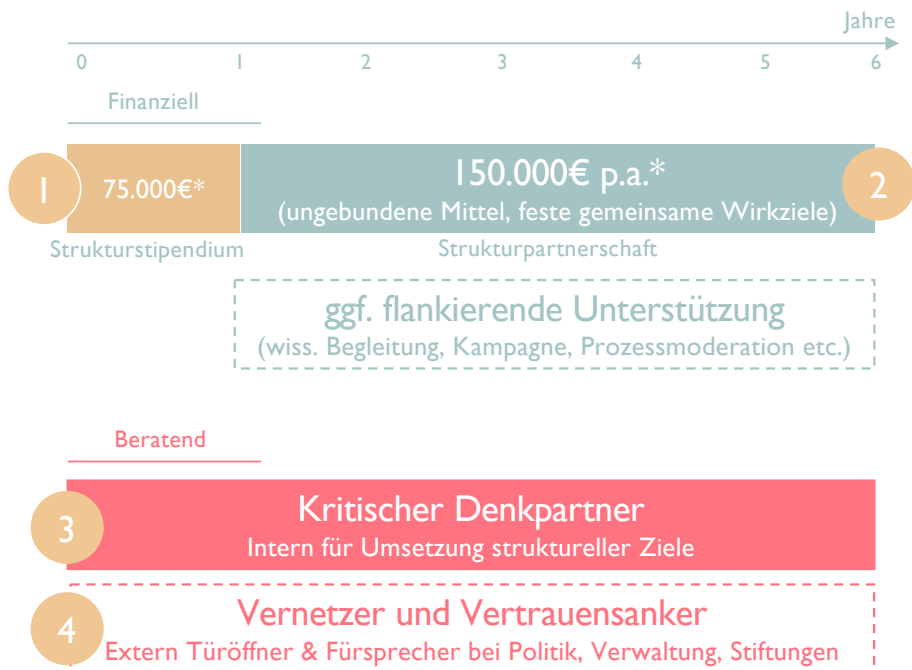 Jahre
0 1 2 3 4 5 6
Finanziell
1 75.000€* 150.000€ p.a.* 2
(ungebundene Mittel, feste gemeinsame Wirkziele)
Strukturstipendium Strukturpartnerschaft
ggf. flankierende Unterstützung
(wiss. Begleitung, Kampagne, Prozessmoderation etc.)
Beratend
3 Kritischer Denkpartner
Intern für Umsetzung struktureller Ziele
4 Vernetzer und Vertrauensanker
Extern Türöffner & Fürsprecher bei Politik, Verwaltung, Stiftungen